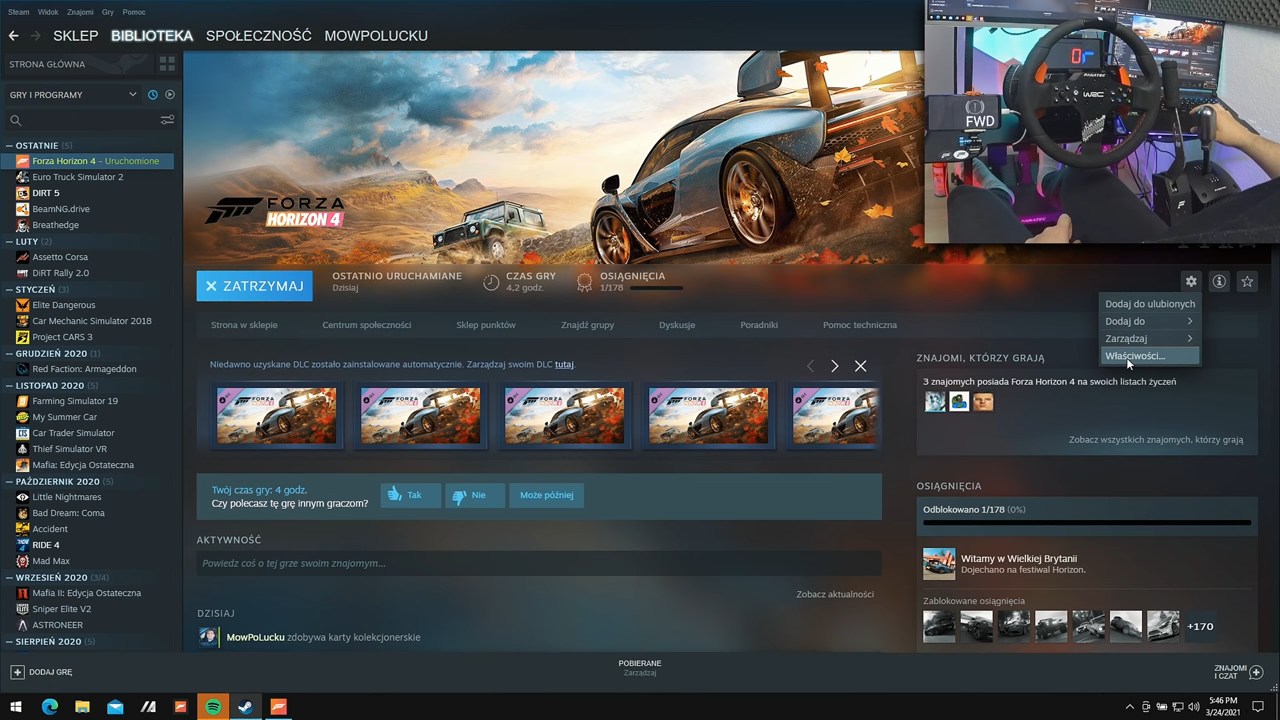 Steam Widok Znajomi Gry Pomoc
SKLEP BIBLIOTEKA SPOŁECZNOŚĆ MOWPOLUCKU
STRONA GŁÓWNA
GRY I PROGRAMY
OSTATNIE (5)
Forza Horizon 4 - Uruchomione
Euro Truck Simulator 2
DIRT 5
BeamNG.drive
Breathedge
LUTY (2)
Assetto Corsa
DiRT Rally 2.0
STYCZEŃ (3)
Elite Dangerous
Car Mechanic Simulator 2018
Project CARS 3
GRUDZIEŃ 2020 (1)
Red Faction: Armageddon
LISTOPAD 2020 (5)
Farming Simulator 19
My Summer Car
Car Trader Simulator
Thief Simulator VR
Mafia: Edycja Ostateczna
PAŹDZIERNIK 2020 (5)
Little Nightmares
Bad Dream: Coma
Accident
RIDE 4
Mad Max
WRZESIEŃ 2020 (3/4)
Mafia II: Edycja Ostateczna
Sniper Elite V2
ASTRONEER
SIERPIEŃ 2020 (5)
DODAJ GRĘ
FORZA
HORIZON 4
FANATEC
WRC
FWD
FANATEC
ZATRZYMAJ
OSTATNIO URUCHAMIANE
Dzisiaj
CZAS GRY
4,2 godz.
OSIĄGNIĘCIA
1/178
Strona w sklepie Centrum społeczności Sklep punktów Znajdź grupy Dyskusje Poradniki Pomoc techniczna
Dodaj do ulubionych
Dodaj do
Zarządzaj
Właściwości...
Niedawno uzyskane DLC zostało zainstalowane automatycznie. Zarządzaj swoim DLC tutaj.
Twój czas gry: 4 godz.
Czy polecasz tę grę innym graczom?
Tak Nie Może później
AKTYWNOŚĆ
Powiedz coś o tej grze swoim znajomym...
Zobacz aktualności
DZISIAJ
MowPoLucku zdobywa karty kolekcjonerskie
ZNAJOMI, KTÓRZY GRAJĄ
3 znajomych posiada Forza Horizon 4 na swoich listach życzeń
Zobacz wszystkich znajomych, którzy grają
OSIĄGNIĘCIA
Odblokowano 1/178 (0%)
Witamy w Wielkiej Brytanii
Dojechano na festiwal Horizon.
Zablokowane osiągnięcia
+170
POBIERANE
Zarządzaj
ZNAJOMI
I CZAT
5:46 PM
3/24/2021